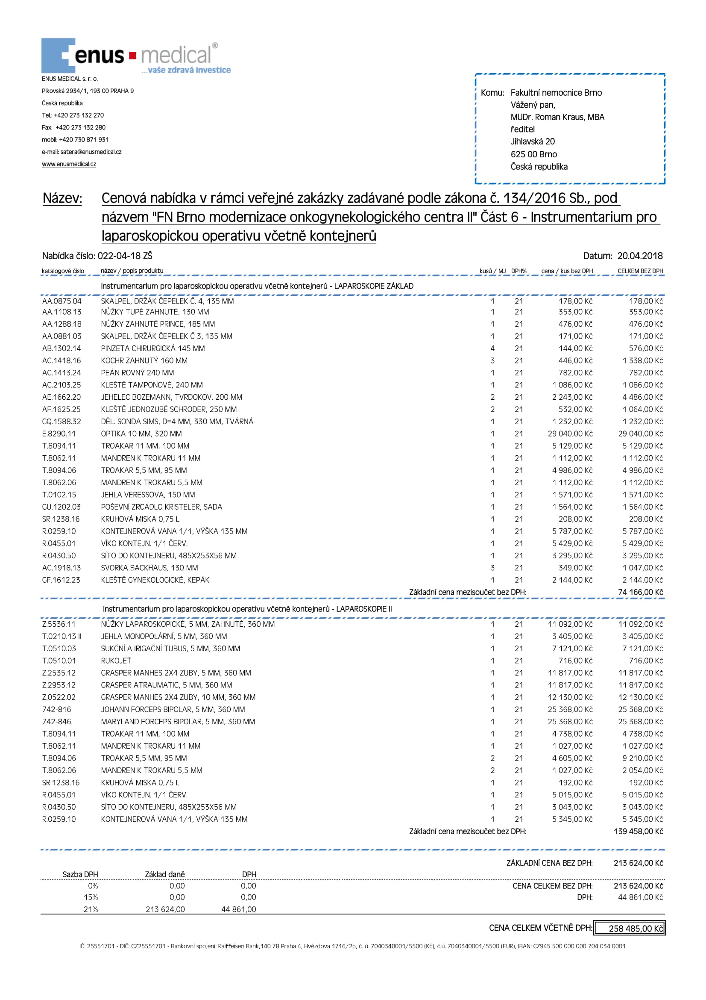 enus medical®
...vaše zdravá investice
ENUS MEDICAL s. r. o.
Plkovská 2934/1, 193 00 PRAHA 9
Česká republika
Tel.: +420 273 132 270
Fax: +420 273 132 280
mobil: +420 730 871 931
e-mail: satera@enusmedical.cz
www.enusmedical.cz
Komu: Fakultní nemocnice Brno
Vážený pan,
MUDr. Roman Kraus, MBA
ředitel
Jihlavská 20
625 00 Brno
Česká republika
Název: Cenová nabídka v rámci veřejné zakázky zadávané podle zákona č. 134/2016 Sb., pod
názvem "FN Brno modernizace onkogynekologického centra II" Část 6 - Instrumentarium pro
laparoskopickou operativu včetně kontejnerů
Nabídka číslo: 022-04-18 ZŠ Datum: 20.04.2018
katalogové číslo název / popis produktu kusů / MJ DPH% cena / kus bez DPH CELKEM BEZ DPH
Instrumentarium pro laparoskopickou operativu včetně kontejnerů - LAPAROSKOPIE ZÁKLAD
AA.0875.04 SKALPEL, DRŽÁK ČEPELEK Č. 4, 135 MM 1 21 178,00 Kč 178,00 Kč
AA.1108.13 NŮŽKY TUPÉ ZAHNUTÉ, 130 MM 1 21 353,00 Kč 353,00 Kč
AA.1288.18 NŮŽKY ZAHNUTÉ PRINCE, 185 MM 1 21 476,00 Kč 476,00 Kč
AA.0881.03 SKALPEL, DRŽÁK ČEPELEK Č 3, 135 MM 1 21 171,00 Kč 171,00 Kč
AB.1302.14 PINZETA CHIRURGICKÁ 145 MM 4 21 144,00 Kč 576,00 Kč
AC.1418.16 KOCHR ZAHNUTÝ 160 MM 3 21 446,00 Kč 1 338,00 Kč
AC.1413.24 PEÁN ROVNÝ 240 MM 1 21 782,00 Kč 782,00 Kč
AC.2103.25 KLEŠTĚ TAMPONOVÉ, 240 MM 1 21 1 086,00 Kč 1 086,00 Kč
AE.1662.20 JEHELEC BOZEMANN, TVRDOKOV. 200 MM 2 21 2 243,00 Kč 4 486,00 Kč
AF.1625.25 KLEŠTĚ JEDNOZUBÉ SCHRODER, 250 MM 2 21 532,00 Kč 1 064,00 Kč
GQ.1588.32 DĚL. SONDA SIMS, D=4 MM, 330 MM, TVÁRNÁ 1 21 1 232,00 Kč 1 232,00 Kč
E.8290.11 OPTIKA 10 MM, 320 MM 1 21 29 040,00 Kč 29 040,00 Kč
T.8094.11 TROAKAR 11 MM, 100 MM 1 21 5 129,00 Kč 5 129,00 Kč
T.8062.11 MANDREN K TROKARU 11 MM 1 21 1 112,00 Kč 1 112,00 Kč
T.8094.06 TROAKAR 5,5 MM, 95 MM 1 21 4 986,00 Kč 4 986,00 Kč
T.8062.06 MANDREN K TROKARU 5,5 MM 1 21 1 112,00 Kč 1 112,00 Kč
T.0102.15 JEHLA VERESSOVA, 150 MM 1 21 1 571,00 Kč 1 571,00 Kč
GU.1202.03 POŠEVNÍ ZRCADLO KRISTELER, SADA 1 21 1 564,00 Kč 1 564,00 Kč
SR.1238.16 KRUHOVÁ MISKA 0,75 L 1 21 208,00 Kč 208,00 Kč
R.0259.10 KONTEJNEROVÁ VANA 1/1, VÝŠKA 135 MM 1 21 5 787,00 Kč 5 787,00 Kč
R.0455.01 VÍKO KONTEJN. 1/1 ČERV. 1 21 5 429,00 Kč 5 429,00 Kč
R.0430.50 SÍTO DO KONTEJNERU, 485X253X56 MM 1 21 3 295,00 Kč 3 295,00 Kč
AC.1918.13 SVORKA BACKHAUS, 130 MM 3 21 349,00 Kč 1 047,00 Kč
GF.1612.23 KLEŠTĚ GYNEKOLOGICKÉ, KEPÁK 1 21 2 144,00 Kč 2 144,00 Kč
Základní cena mezisoučet bez DPH: 74 166,00 Kč
Instrumentarium pro laparoskopickou operativu včetně kontejnerů - LAPAROSKOPIE II
Z.5536.11 NŮŽKY LAPAROSKOPICKÉ, 5 MM, ZAHNUTÉ, 360 MM 1 21 11 092,00 Kč 11 092,00 Kč
T.0210.13 II JEHLA MONOPOLÁRNÍ, 5 MM, 360 MM 1 21 3 405,00 Kč 3 405,00 Kč
T.0510.03 SUKČNÍ A IRIGAČNÍ TUBUS, 5 MM, 360 MM 1 21 7 121,00 Kč 7 121,00 Kč
T.0510.01 RUKOJEŤ 1 21 716,00 Kč 716,00 Kč
Z.2535.12 GRASPER MANHES 2X4 ZUBY, 5 MM, 360 MM 1 21 11 817,00 Kč 11 817,00 Kč
Z.2953.12 GRASPER ATRAUMATIC, 5 MM, 360 MM 1 21 11 817,00 Kč 11 817,00 Kč
Z.0522.02 GRASPER MANHES 2X4 ZUBY, 10 MM, 360 MM 1 21 12 130,00 Kč 12 130,00 Kč
742-816 JOHANN FORCEPS BIPOLAR, 5 MM, 360 MM 1 21 25 368,00 Kč 25 368,00 Kč
742-846 MARYLAND FORCEPS BIPOLAR, 5 MM, 360 MM 1 21 25 368,00 Kč 25 368,00 Kč
T.8094.11 TROAKAR 11 MM, 100 MM 1 21 4 738,00 Kč 4 738,00 Kč
T.8062.11 MANDREN K TROKARU 11 MM 1 21 1 027,00 Kč 1 027,00 Kč
T.8094.06 TROAKAR 5,5 MM, 95 MM 2 21 4 605,00 Kč 9 210,00 Kč
T.8062.06 MANDREN K TROKARU 5,5 MM 2 21 1 027,00 Kč 2 054,00 Kč
SR.1238.16 KRUHOVÁ MISKA 0,75 L 1 21 192,00 Kč 192,00 Kč
R.0455.01 VÍKO KONTEJN. 1/1 ČERV. 1 21 5 015,00 Kč 5 015,00 Kč
R.0430.50 SÍTO DO KONTEJNERU, 485X253X56 MM 1 21 3 043,00 Kč 3 043,00 Kč
R.0259.10 KONTEJNEROVÁ VANA 1/1, VÝŠKA 135 MM 1 21 5 345,00 Kč 5 345,00 Kč
Základní cena mezisoučet bez DPH: 139 458,00 Kč
ZÁKLADNÍ CENA BEZ DPH: 213 624,00 Kč
Sazba DPH Základ daně DPH
0% 0,00 0,00 CENA CELKEM BEZ DPH: 213 624,00 Kč
15% 0,00 0,00 DPH: 44 861,00 Kč
21% 213 624,00 44 861,00
CENA CELKEM VČETNĚ DPH: 258 485,00 Kč
IČ: 25551701 - DIČ: CZ25551701 - Bankovní spojení: Raiffeisen Bank,140 78 Praha 4, Hvězdova 1716/2b, č. ú. 7040340001/5500 (Kč), č.ú. 7040340001/5500 (EUR), IBAN: CZ945 500 000 000 704 034 0001